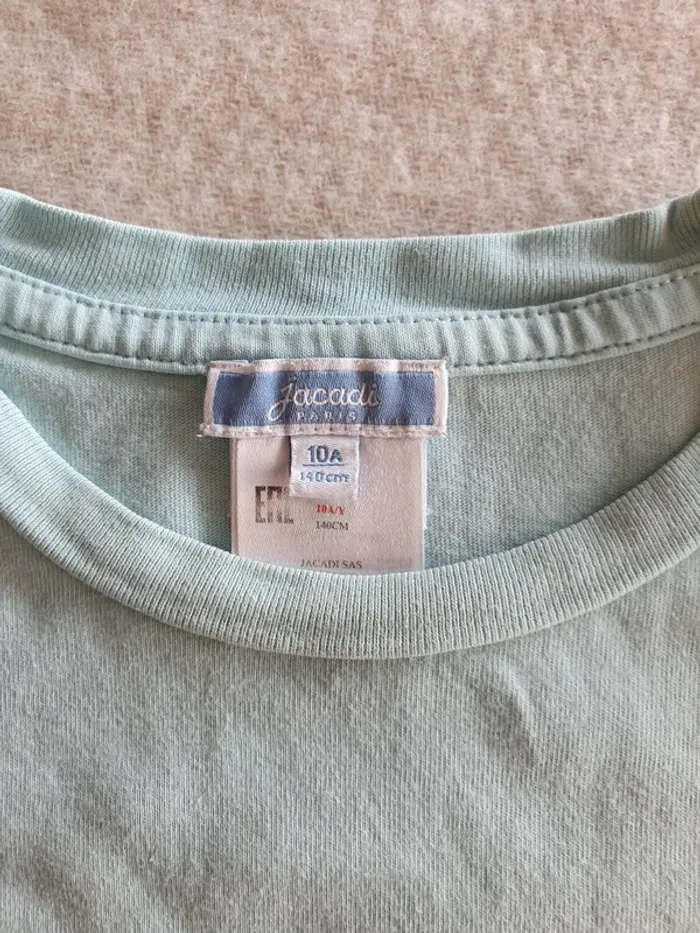 Jacadi
PARIS
10A
140cm
EAC
10A/Y
140CM
JACADI SAS